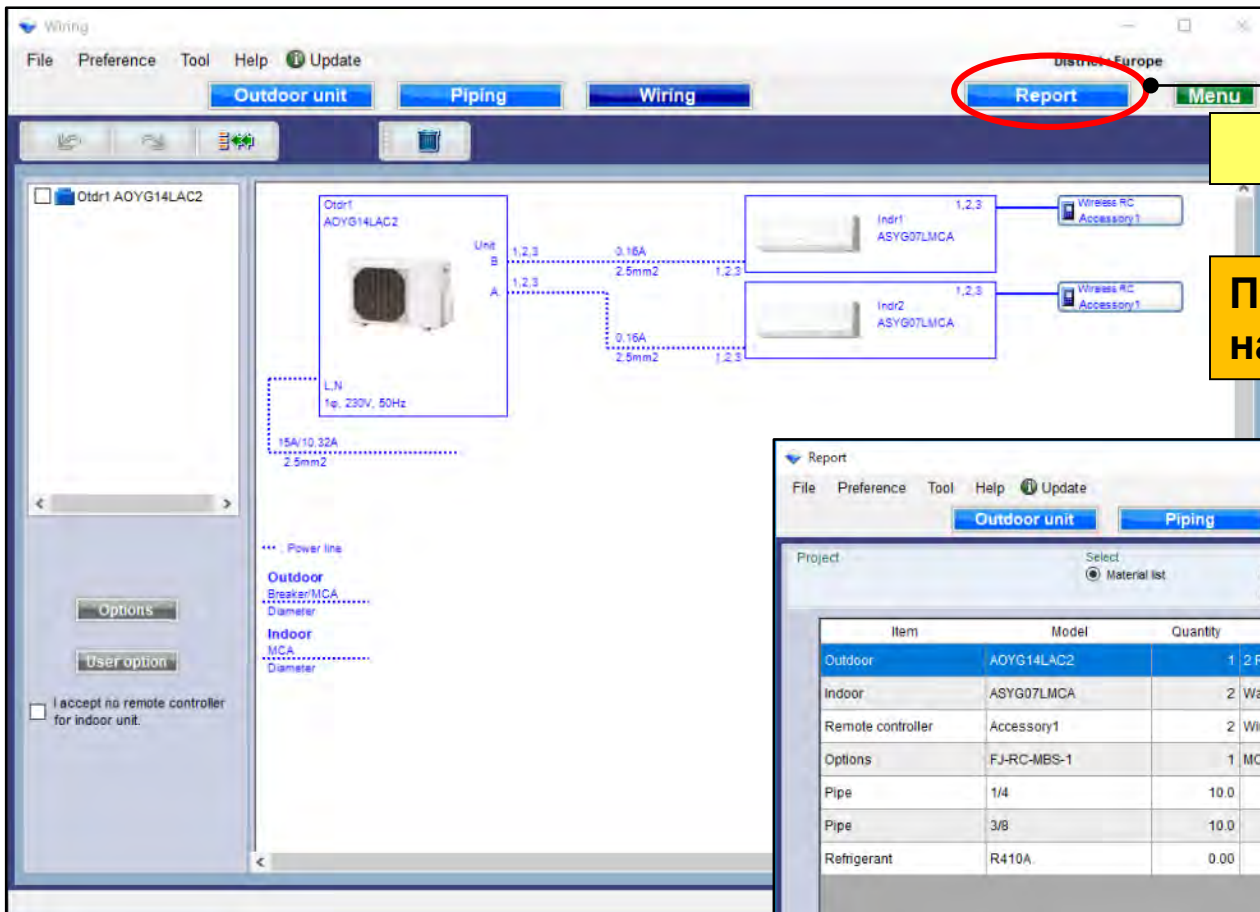 Wiring
File Preference Tool Help Update
District: Europe
Outdoor unit Piping Wiring Report Menu
Otdr1 AOYG14LAC2
Otdr1
AOYG14LAC2
Unit
B
A
1,2,3
1,2,3
0.16A
2.5mm2
1,2,3
0.16A
2.5mm2
1,2,3
Indr1
ASYG07LMCA
1,2,3
Wireless RC
Accessory1
Indr2
ASYG07LMCA
1,2,3
Wireless RC
Accessory1
L,N
1φ, 230V, 50Hz
15A/10.32A
2.5mm2
П
на
: Power line
Outdoor
Breaker/MCA
Diameter
Indoor
MCA
Diameter
Options
User option
I accept no remote controller
for indoor unit.
Report
File Preference Tool Help Update
Outdoor unit Piping
Project
Select
Material list
Item Model Quantity
Outdoor AOYG14LAC2 1 2
Indoor ASYG07LMCA 2 Wa
Remote controller Accessory1 2 Wi
Options FJ-RC-MBS-1 1 MC
Pipe 1/4 10.0
Pipe 3/8 10.0
Refrigerant R410A 0.00